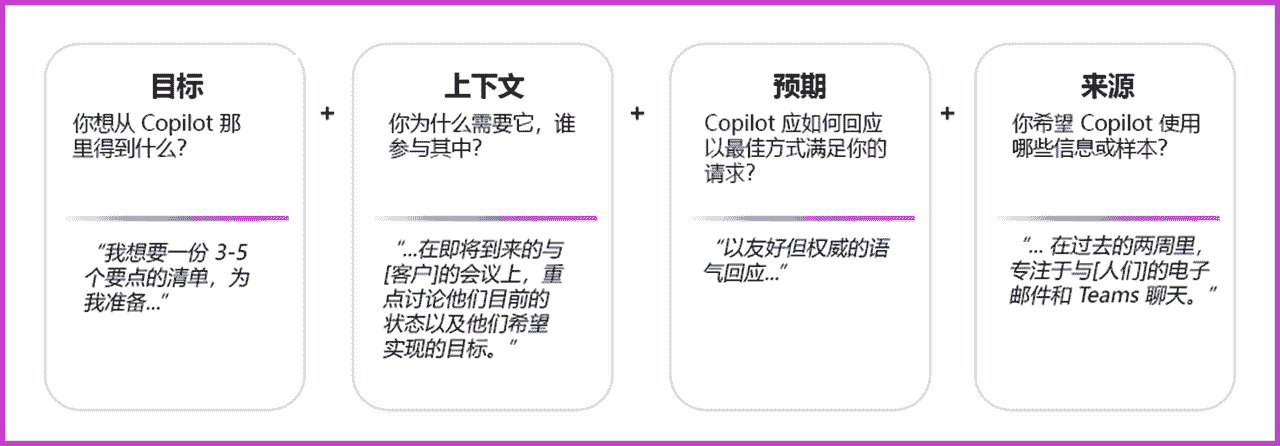 目标
你想从 Copilot 那
里得到什么？
“我想要一份 3-5
个要点的清单，为
我准备...”
+
上下文
你为什么需要它，谁
参与其中？
“...在即将到来的与
[客户]的会议上，重
点讨论他们目前的
状态以及他们希望
实现的目标。”
+
预期
Copilot 应如何回应
以最佳方式满足你的
请求？
“以友好但权威的语
气回应...”
+
来源
你希望 Copilot 使用
哪些信息或样本？
“... 在过去的两周里，
专注于与[人们]的电子
邮件和 Teams 聊天。”